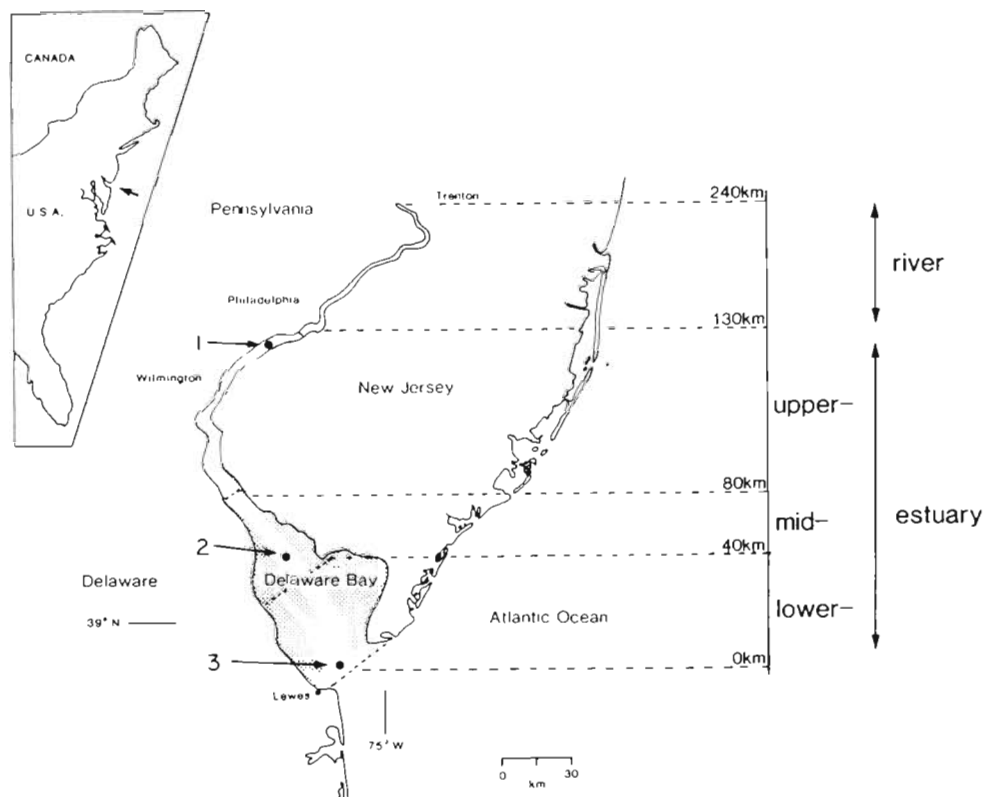 CANADA
U S A.
Pennsylvania
Trenton
240km
river
Philadelphia
130km
1
Wilmington
New Jersey
upper-
80km
mid-
estuary
2
40km
Delaware
Delaware Bay
39° N
Atlantic Ocean
lower-
3
0km
Lewes
75° W
0 30
km